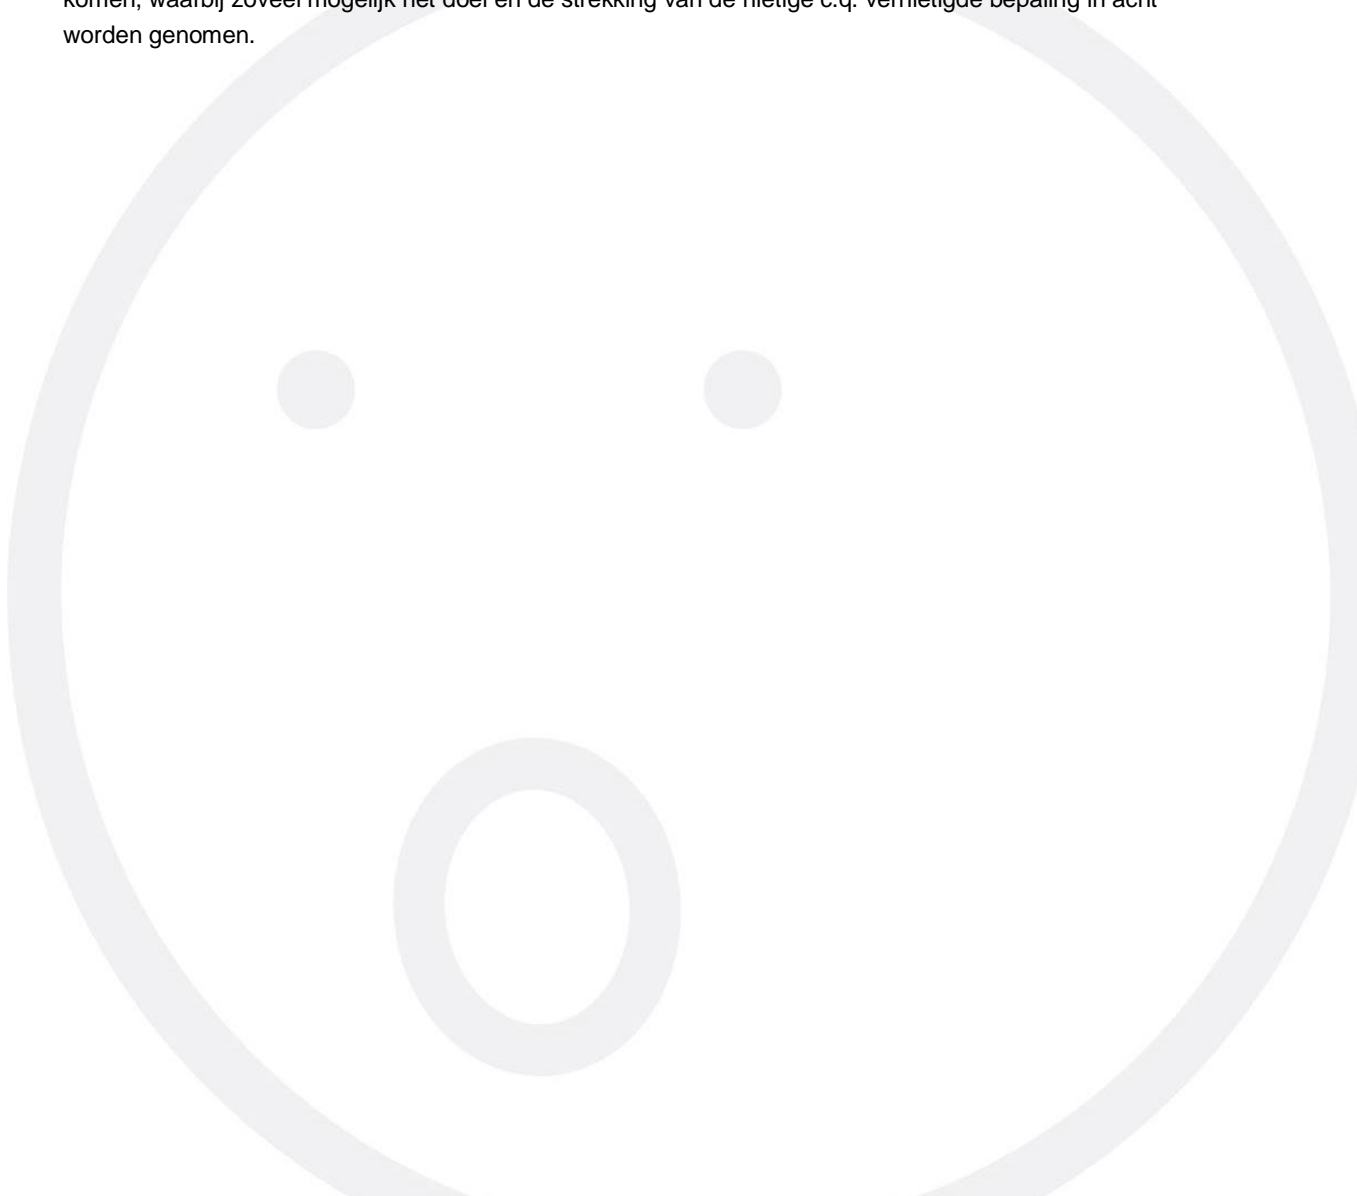 komen, waarbij zoveel mogelijk het doel en de strekking van de nietige c.q. vernietigde bepaling in acht
worden genomen.